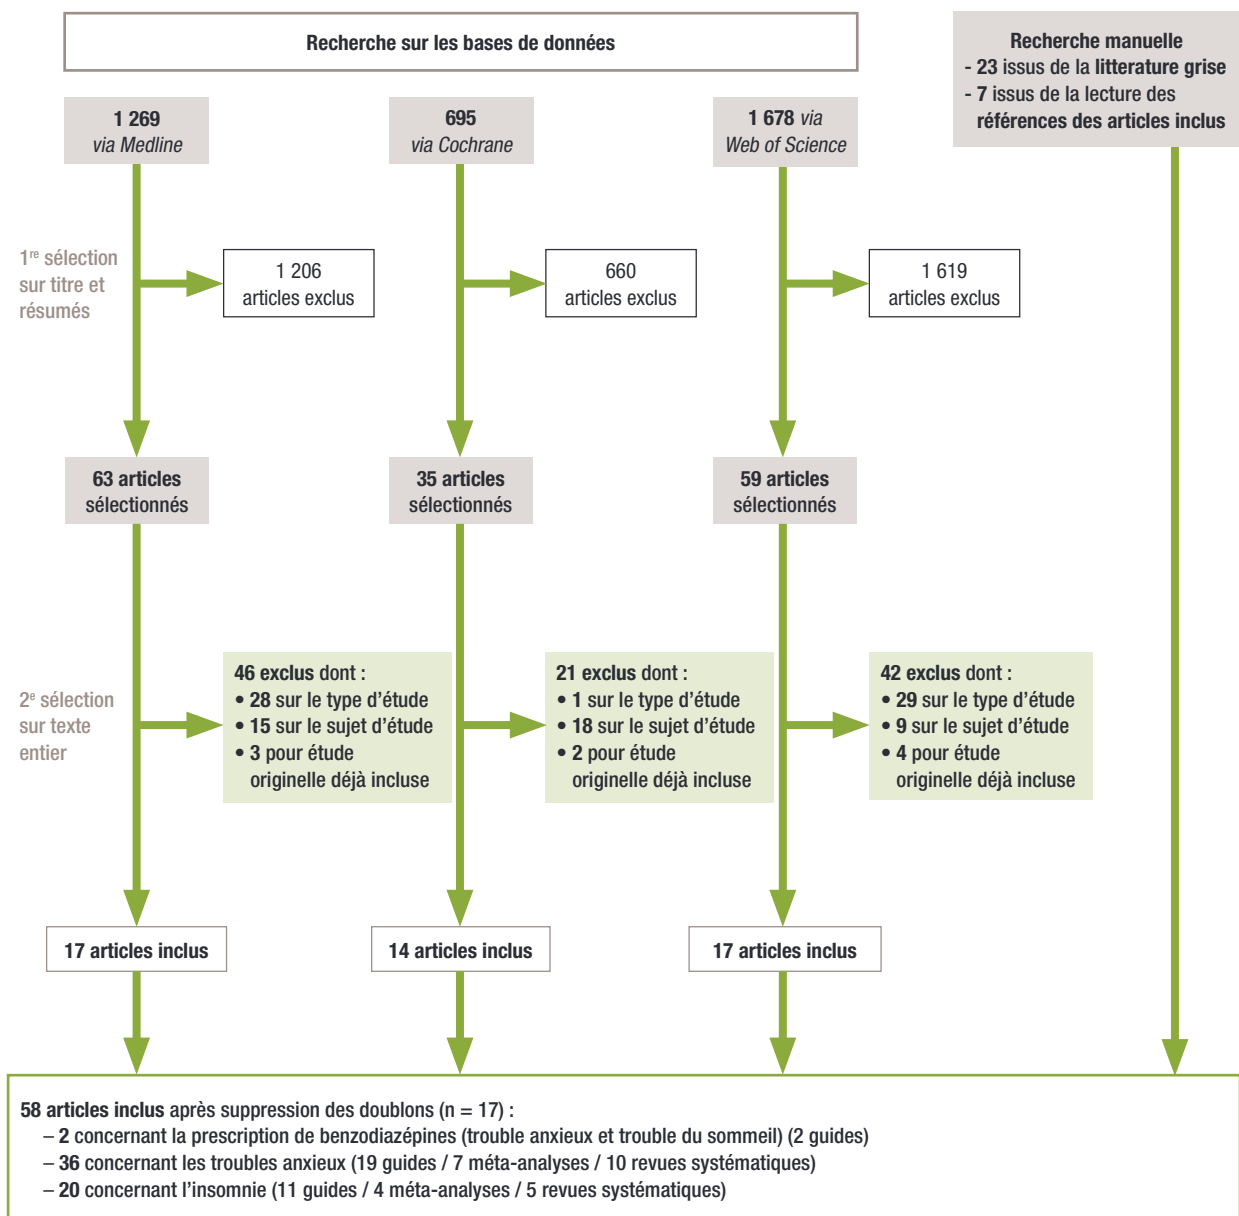 Recherche sur les bases de données
Recherche manuelle
- 23 issus de la litterature grise
- 7 issus de la lecture des
références des articles inclus
1 269
via Medline
695
via Cochrane
1 678 via
Web of Science
1re sélection
sur titre et
résumés
1 206
articles exclus
660
articles exclus
1 619
articles exclus
63 articles
sélectionnés
35 articles
sélectionnés
59 articles
sélectionnés
2e sélection
sur texte
entier
46 exclus dont :
• 28 sur le type d’étude
• 15 sur le sujet d’étude
• 3 pour étude
originelle déjà incluse
21 exclus dont :
• 1 sur le type d’étude
• 18 sur le sujet d’étude
• 2 pour étude
originelle déjà incluse
42 exclus dont :
• 29 sur le type d’étude
• 9 sur le sujet d’étude
• 4 pour étude
originelle déjà incluse
17 articles inclus
14 articles inclus
17 articles inclus
58 articles inclus après suppression des doublons (n = 17) :
– 2 concernant la prescription de benzodiazépines (trouble anxieux et trouble du sommeil) (2 guides)
– 36 concernant les troubles anxieux (19 guides / 7 méta-analyses / 10 revues systématiques)
– 20 concernant l’insomnie (11 guides / 4 méta-analyses / 5 revues systématiques)